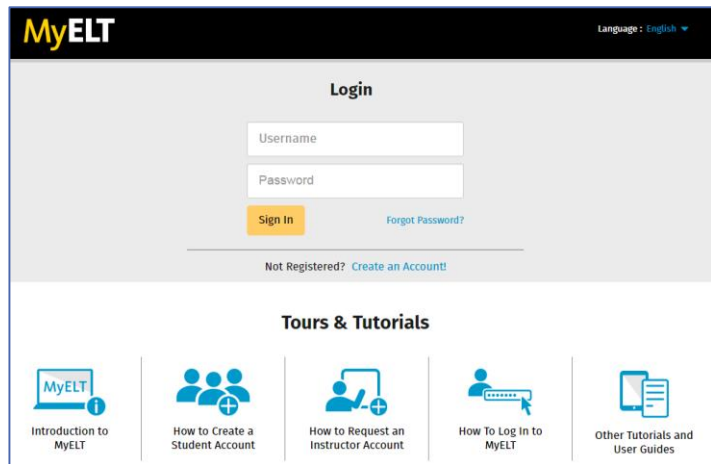 MyELT
Language : English
Login
Username
Password
Sign In
Forgot Password?
Not Registered? Create an Account!
Tours & Tutorials
MyELT
Introduction to
MyELT
How to Create a
Student Account
How to Request an
Instructor Account
How To Log In to
MyELT
Other Tutorials and
User Guides